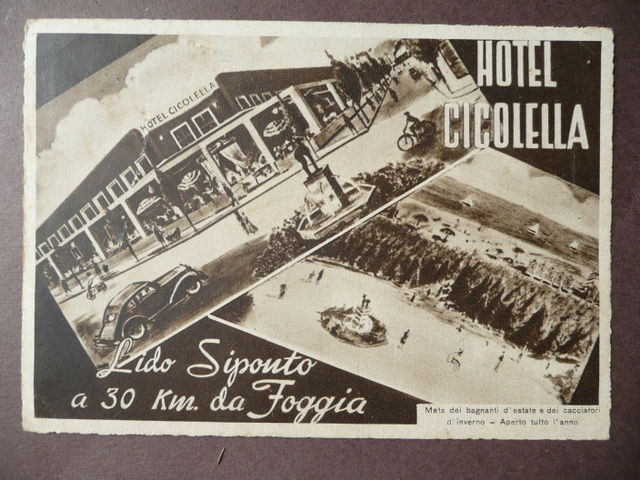 HOTEL
CICOLELLA
HOTEL CICOLELLA
Lido Siponto
a 30 Km. da Foggia
Meta dei bagnanti d'estate e dei cacciatori
d'inverno — Aperto tutto l'anno